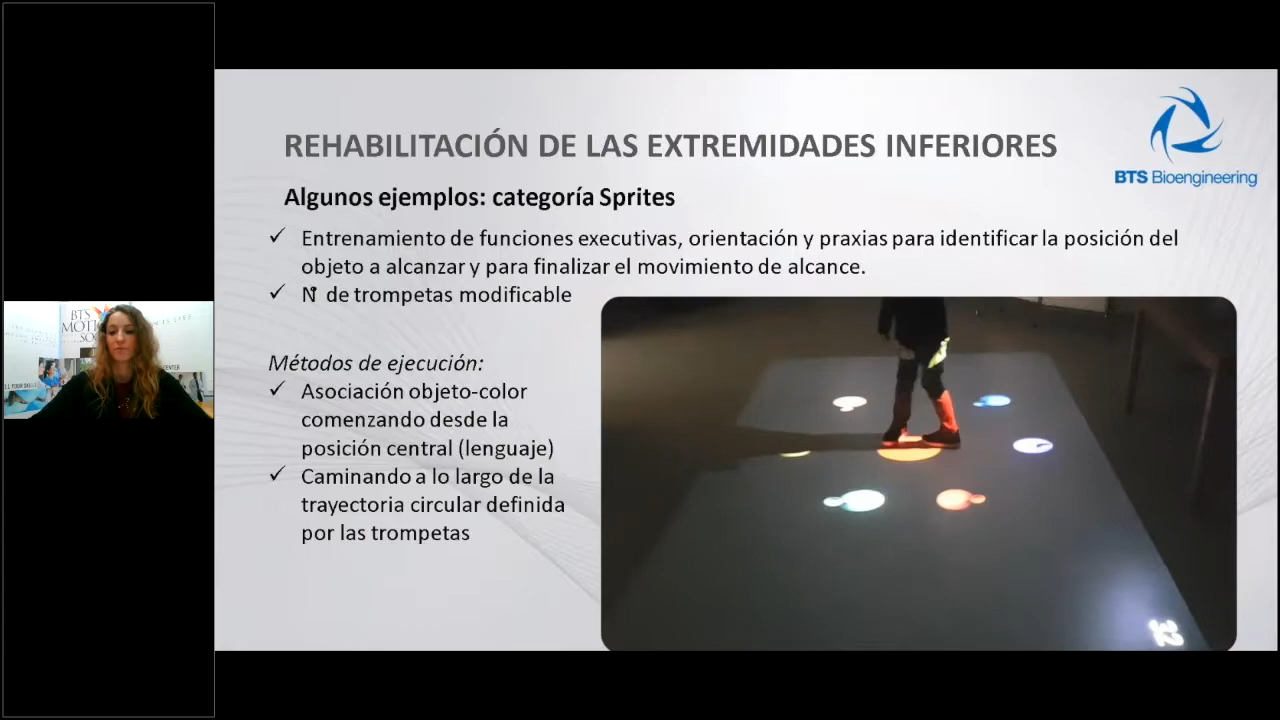 REHABILITACIÓN DE LAS EXTREMIDADES INFERIORES
BTS Bioengineering
Algunos ejemplos: categoría Sprites
✓ Entrenamiento de funciones executivas, orientación y praxias para identificar la posición del
objeto a alcanzar y para finalizar el movimiento de alcance.
✓ N° de trompetas modificable
Métodos de ejecución:
✓ Asociación objeto-color
comenzando desde la
posición central (lenguaje)
✓ Caminando a lo largo de la
trayectoria circular definida
por las trompetas
BTS